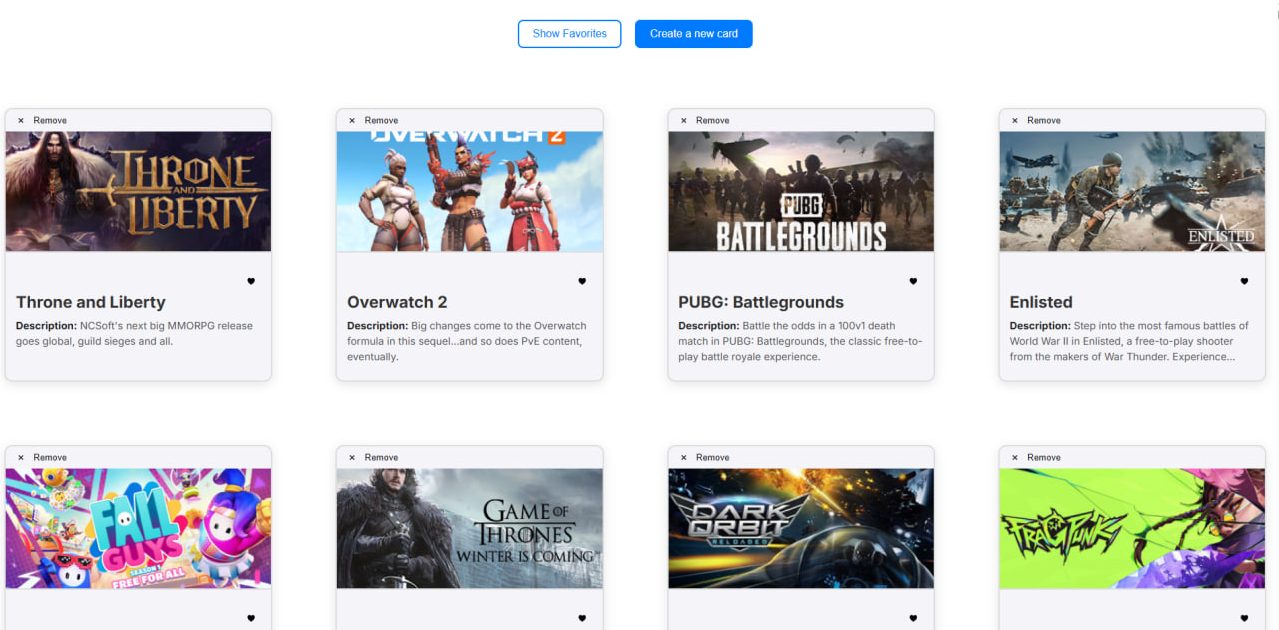 Show Favorites
Create a new card
× Remove
× Remove
× Remove
× Remove
THRONE
AND
LIBERTY
OVERWATCH 2
PUBG
BATTLEGROUNDS
ENLISTED
Throne and Liberty
Description: NCSoft's next big MMORPG release
goes global, guild sieges and all.
Overwatch 2
Description: Big changes come to the Overwatch
formula in this sequel...and so does PvE content,
eventually.
PUBG: Battlegrounds
Description: Battle the odds in a 100v1 death
match in PUBG: Battlegrounds, the classic free-to-
play battle royale experience.
Enlisted
Description: Step into the most famous battles of
World War II in Enlisted, a free-to-play shooter
from the makers of War Thunder. Experience...
× Remove
× Remove
× Remove
× Remove
FALL
GUYS
SEASON 1
FREE FOR ALL
GAME OF
THRONES
WINTER IS COMING
DARK
ORBIT
RELOADED
FRAGPUNK